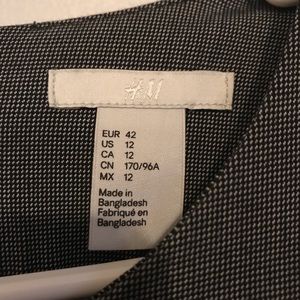 H&M
EUR 42
US 12
CA 12
CN 170/96A
MX 12
Made in
Bangladesh
Fabriqué en
Bangladesh